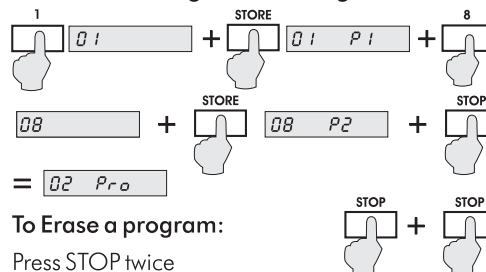 1 STORE 8
01 + 01 P1 +
STORE STOP
08 + 08 P2 +
= 02 Pro
STOP STOP
To Erase a program: +
Press STOP twice